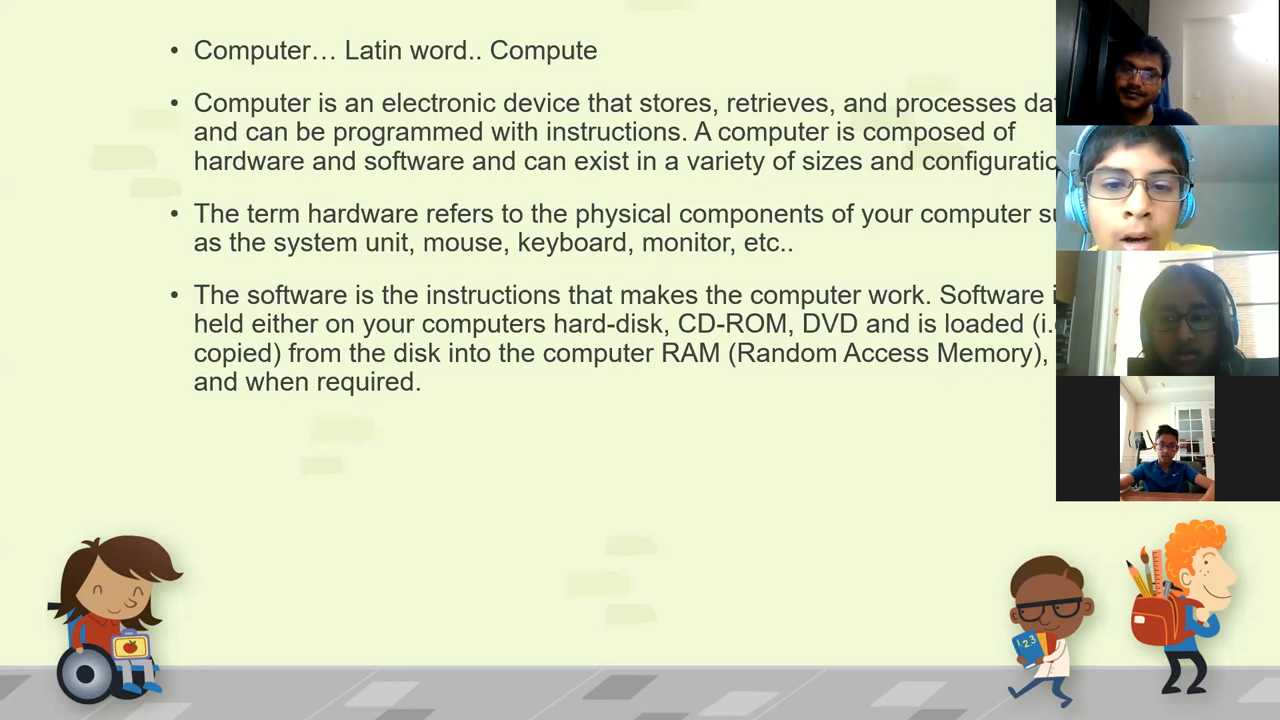 • Computer… Latin word.. Compute
• Computer is an electronic device that stores, retrieves, and processes
and can be programmed with instructions. A computer is composed of
hardware and software and can exist in a variety of sizes and
• The term hardware refers to the physical components of your computer
as the system unit, mouse, keyboard, monitor, etc..
• The software is the instructions that makes the computer work. Software
held either on your computers hard-disk, CD-ROM, DVD and is loaded
copied) from the disk into the computer RAM (Random Access Memory),
and when required.
1 2 3